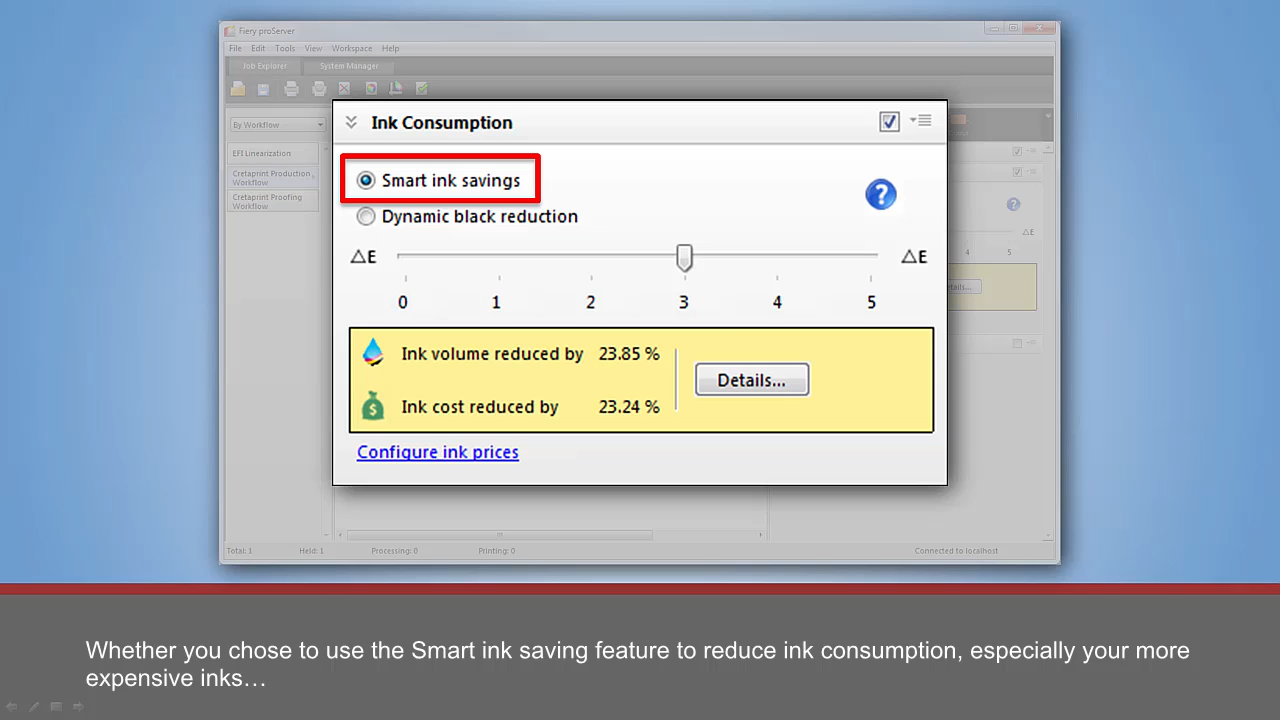 Fiery proServer
File Edit Tools View Workspace Help
Job Explorer System Manager
By Workflow
EFI Linearization
Cretaprint Production
Workflow
Cretaprint Proofing
Workflow
Ink Consumption
Smart ink savings
?
Dynamic black reduction
△E △E
0 1 2 3 4 5
Ink volume reduced by 23.85 %
Details...
Ink cost reduced by 23.24 %
Configure ink prices
?
△E
4 5
Total: 1 Held: 1 Processing: 0 Printing: 0 Connected to localhost
Whether you chose to use the Smart ink saving feature to reduce ink consumption, especially your more
expensive inks…